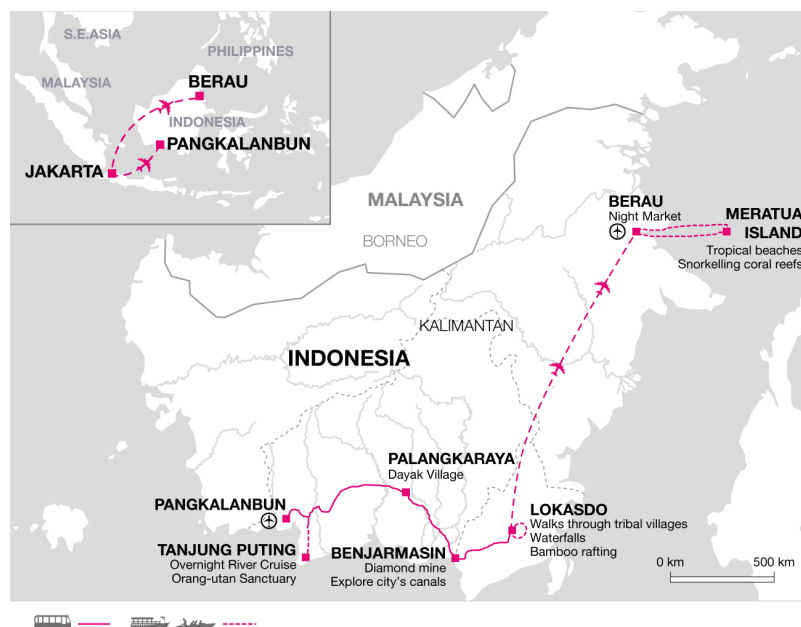 S.E.ASIA
PHILIPPINES
MALAYSIA
BERAU
INDONESIA
PANGKALANBUN
JAKARTA
MALAYSIA
BORNEO
BERAU
Night Market
MERATUA
ISLAND
Tropical beaches
Snorkelling coral reefs
KALIMANTAN
INDONESIA
PALANGKARAYA
Dayak Village
PANGKALANBUN
LOKASDO
Walks through tribal villages
Waterfalls
Bamboo rafting
TANJUNG PUTING
Overnight River Cruise
Orang-utan Sanctuary
BENJARMASIN
Diamond mine
Explore city's canals
0 km 500 km